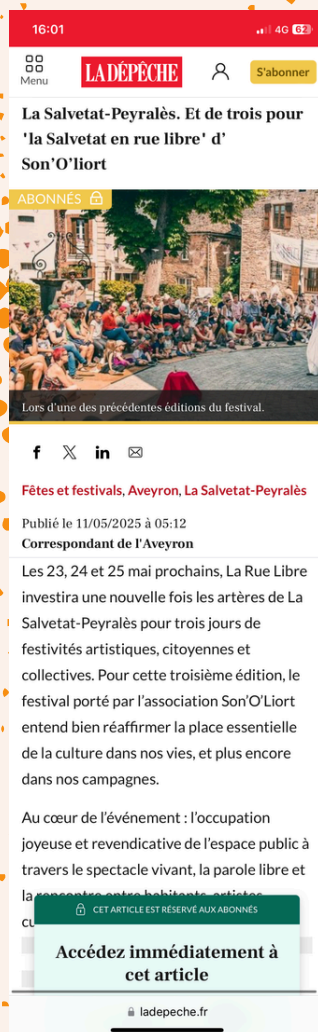 16:01
4G 62
Menu
LA DÉPÊCHE
S'abonner
La Salvetat-Peyralès. Et de trois pour
"la Salvetat en rue libre" d’
Son’O’liort
ABONNÉS
Lors d’une des précédentes éditions du festival.
Fêtes et festivals, Aveyron, La Salvetat-Peyralès
Publié le 11/05/2025 à 05:12
Correspondant de l'Aveyron
Les 23, 24 et 25 mai prochains, La Rue Libre
investira une nouvelle fois les artères de La
Salvetat-Peyralès pour trois jours de
festivités artistiques, citoyennes et
collectives. Pour cette troisième édition, le
festival porté par l’association Son’O’Liort
entend bien réaffirmer la place essentielle
de la culture dans nos vies, et plus encore
dans nos campagnes.
Au cœur de l’événement : l’occupation
joyeuse et revendicative de l’espace public à
travers le spectacle vivant, la parole libre et
la rencontre entre habitants, artistes,
CET ARTICLE EST RÉSERVÉ AUX ABONNÉS
Accédez immédiatement à
cet article
ladepeche.fr